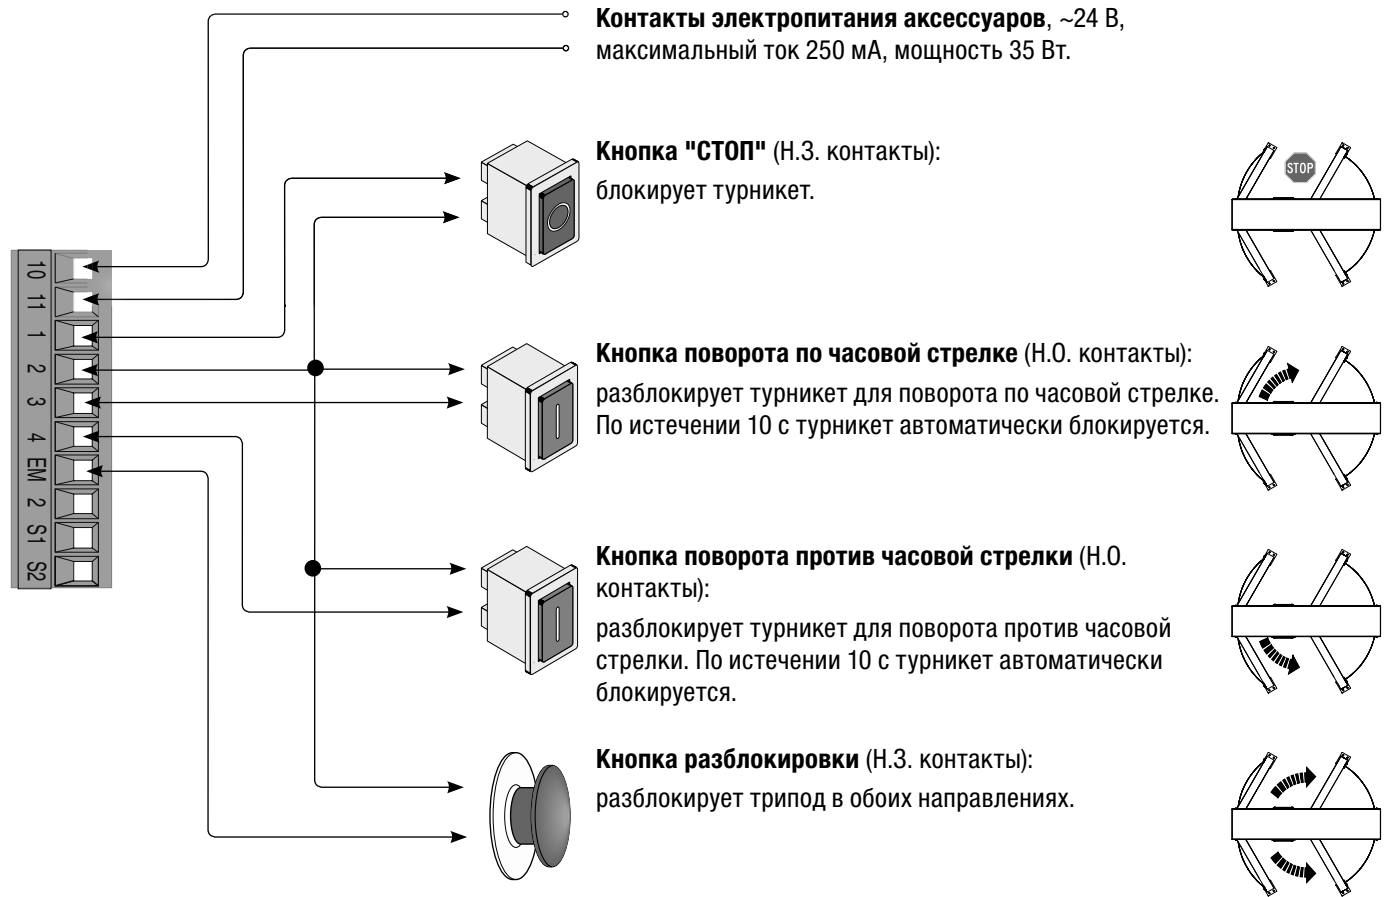 Контакты электропитания аксессуаров, ~24 В,
максимальный ток 250 мА, мощность 35 Вт.
Кнопка "СТОП" (Н.З. контакты):
блокирует турникет.
STOP
10
11
1
2
3
4
EM
2
S1
S2
Кнопка поворота по часовой стрелке (Н.О. контакты):
разблокирует турникет для поворота по часовой стрелке.
По истечении 10 с турникет автоматически блокируется.
Кнопка поворота против часовой стрелки (Н.О.
контакты):
разблокирует турникет для поворота против часовой
стрелки. По истечении 10 с турникет автоматически
блокируется.
Кнопка разблокировки (Н.З. контакты):
разблокирует трипод в обоих направлениях.